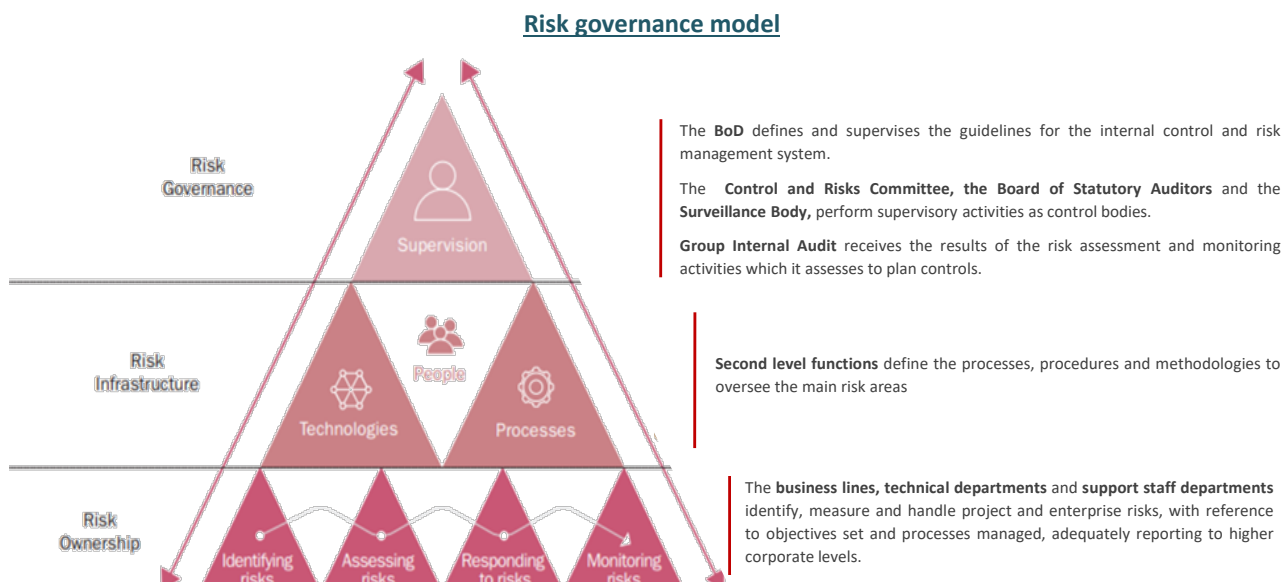 Risk governance model
Risk
Governance
Supervision
The BoD defines and supervises the guidelines for the internal control and risk
management system.
The Control and Risks Committee, the Board of Statutory Auditors and the
Surveillance Body, perform supervisory activities as control bodies.
Group Internal Audit receives the results of the risk assessment and monitoring
activities which it assesses to plan controls.
Risk
Infrastructure
People
Technologies
Processes
Second level functions define the processes, procedures and methodologies to
oversee the main risk areas
Risk
Ownership
Identifying
risks
Assessing
risks
Responding
to risks
Monitoring
risks
The business lines, technical departments and support staff departments
identify, measure and handle project and enterprise risks, with reference
to objectives set and processes managed, adequately reporting to higher
corporate levels.